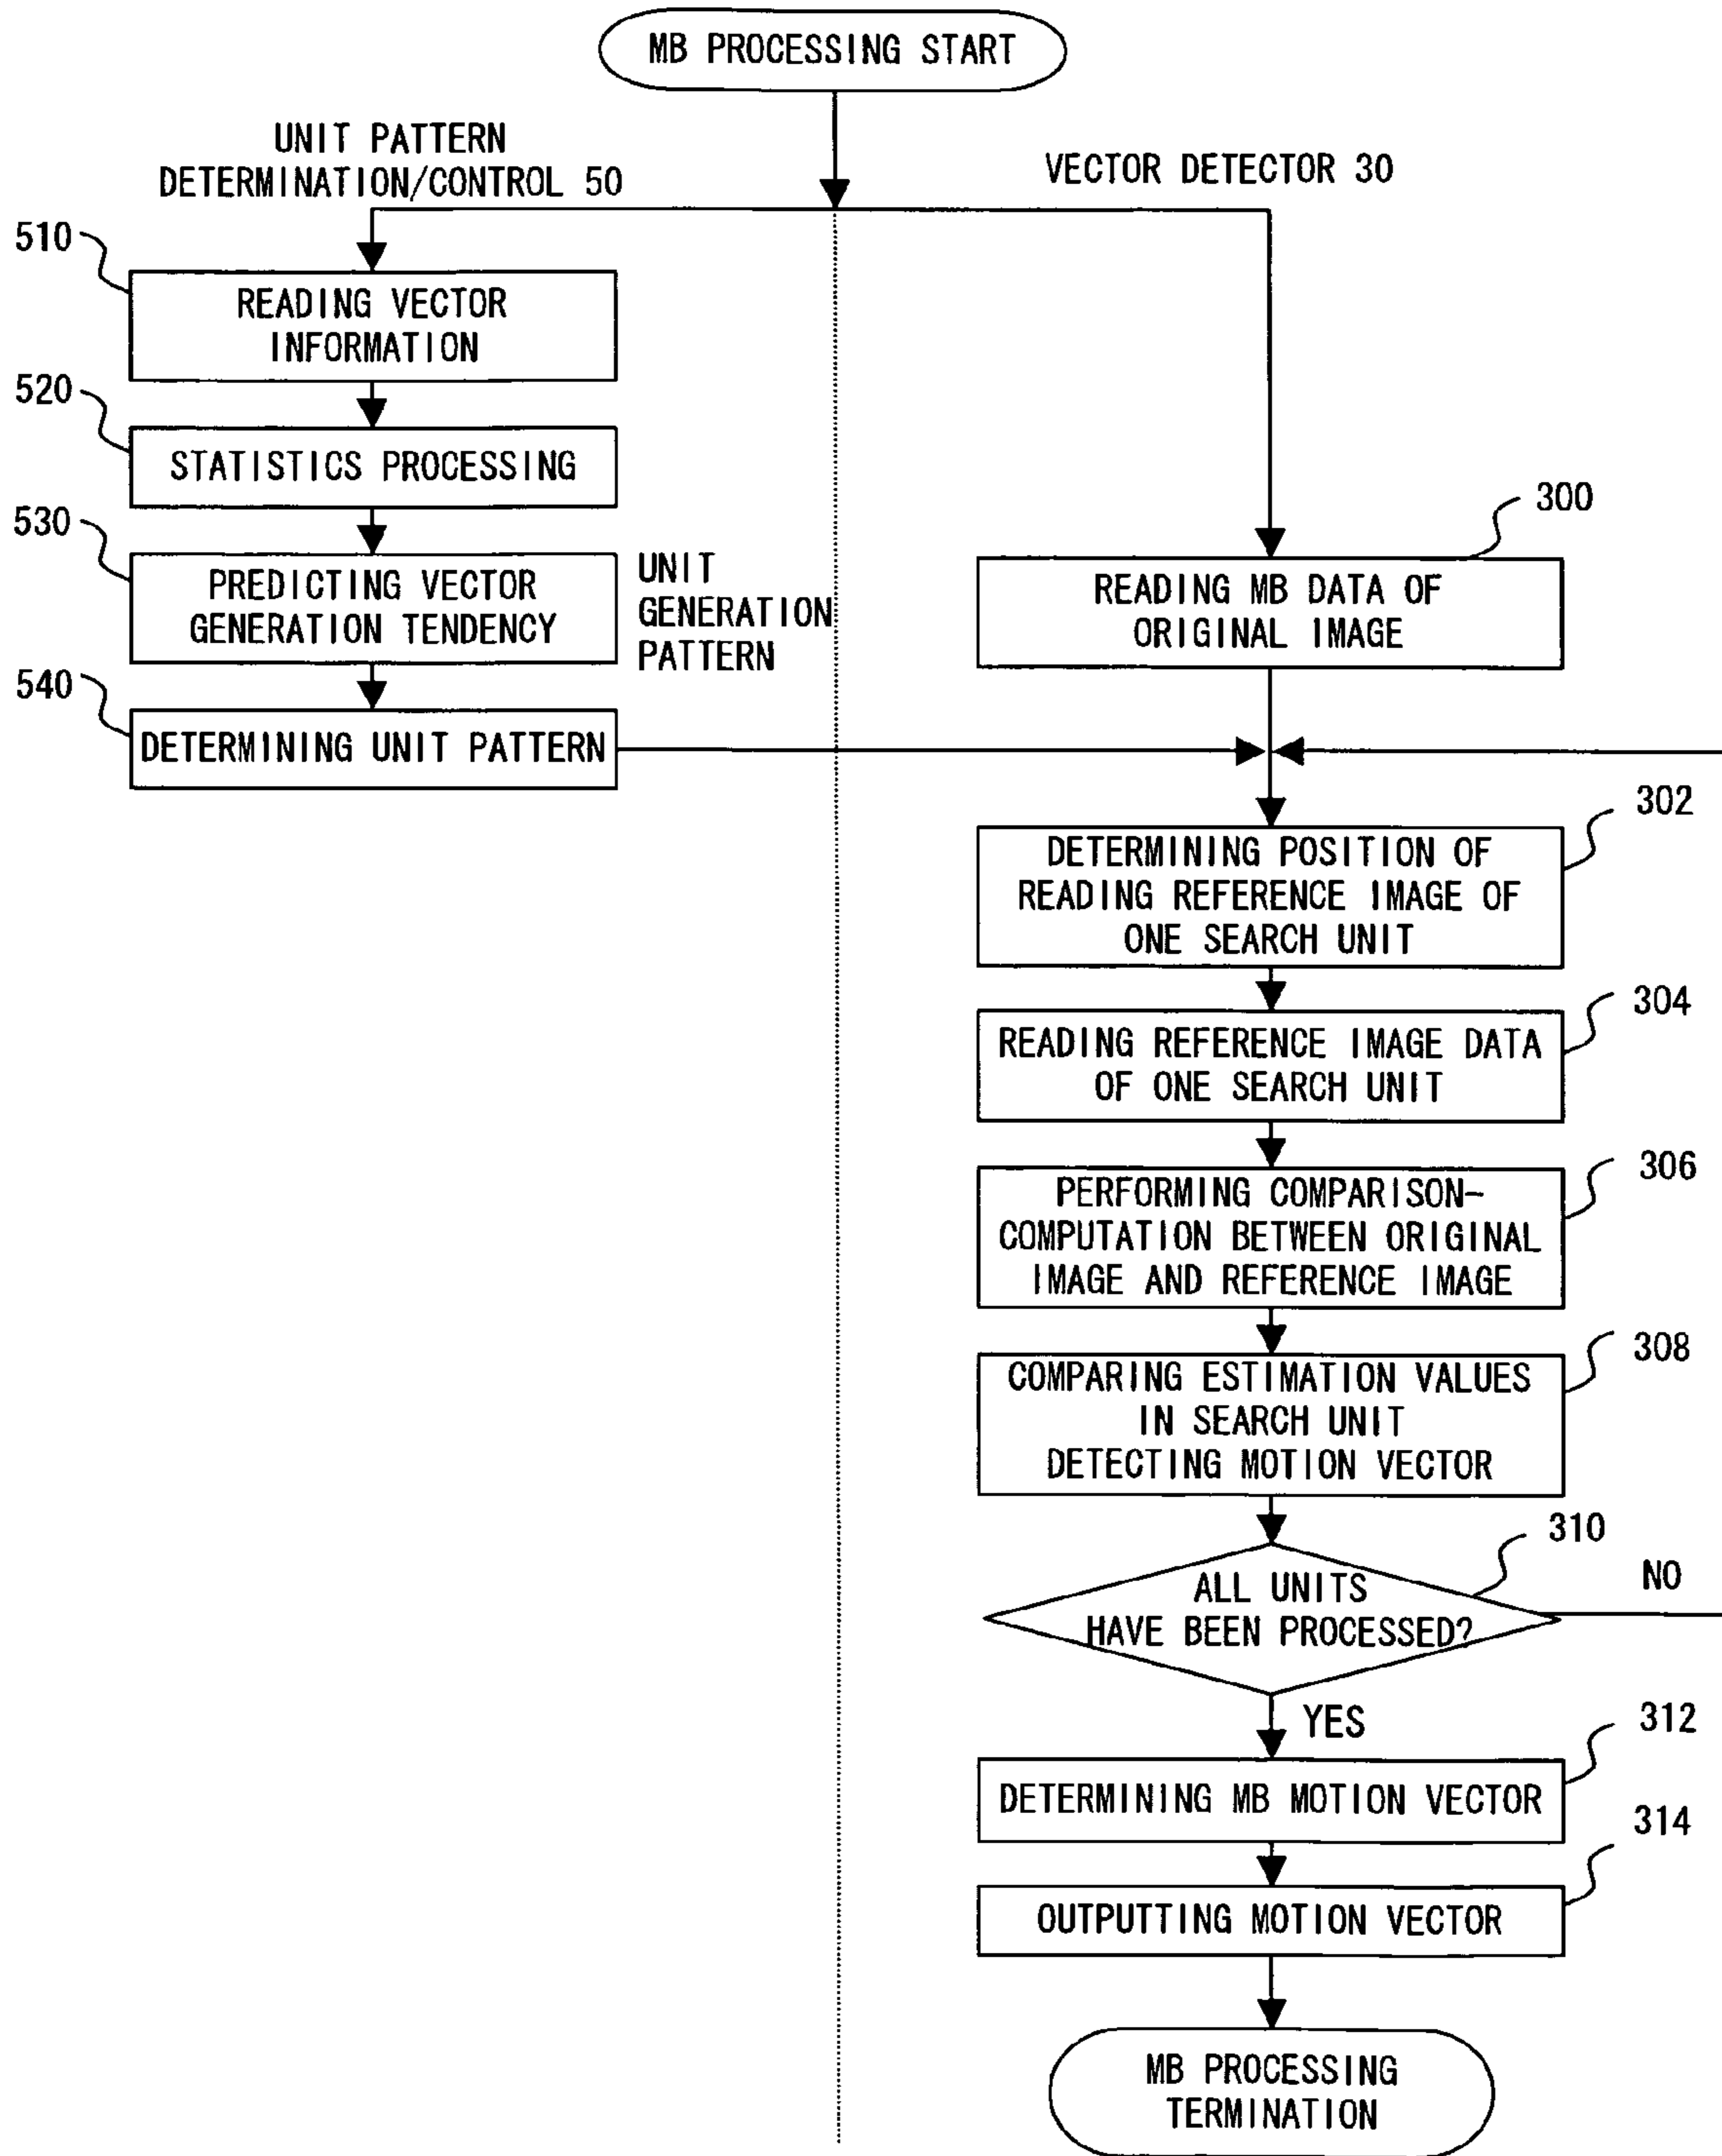 MB PROCESSING START
UNIT PATTERN
DETERMINATION/CONTROL 50
VECTOR DETECTOR 30
510
READING VECTOR
INFORMATION
520
STATISTICS PROCESSING
530
PREDICTING VECTOR
GENERATION TENDENCY
UNIT
GENERATION
PATTERN
540
DETERMINING UNIT PATTERN
300
READING MB DATA OF
ORIGINAL IMAGE
302
DETERMINING POSITION OF
READING REFERENCE IMAGE OF
ONE SEARCH UNIT
304
READING REFERENCE IMAGE DATA
OF ONE SEARCH UNIT
306
PERFORMING COMPARISON-
COMPUTATION BETWEEN ORIGINAL
IMAGE AND REFERENCE IMAGE
308
COMPARING ESTIMATION VALUES
IN SEARCH UNIT
DETECTING MOTION VECTOR
310
ALL UNITS
HAVE BEEN PROCESSED?
NO
YES
312
DETERMINING MB MOTION VECTOR
314
OUTPUTTING MOTION VECTOR
MB PROCESSING
TERMINATION